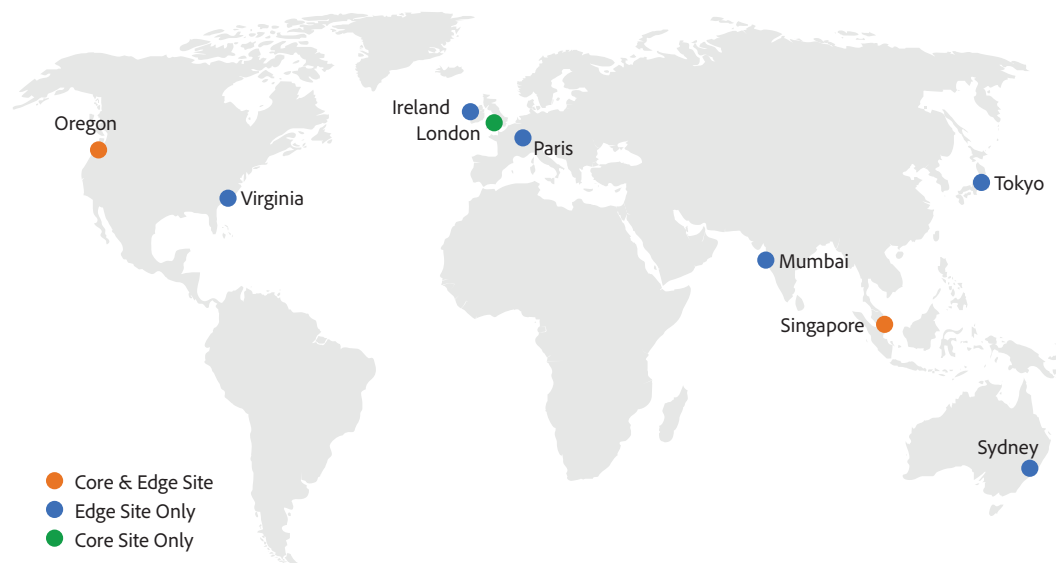 Oregon
Ireland
London
Paris
Virginia
Tokyo
Mumbai
Singapore
Sydney
Core & Edge Site
Edge Site Only
Core Site Only